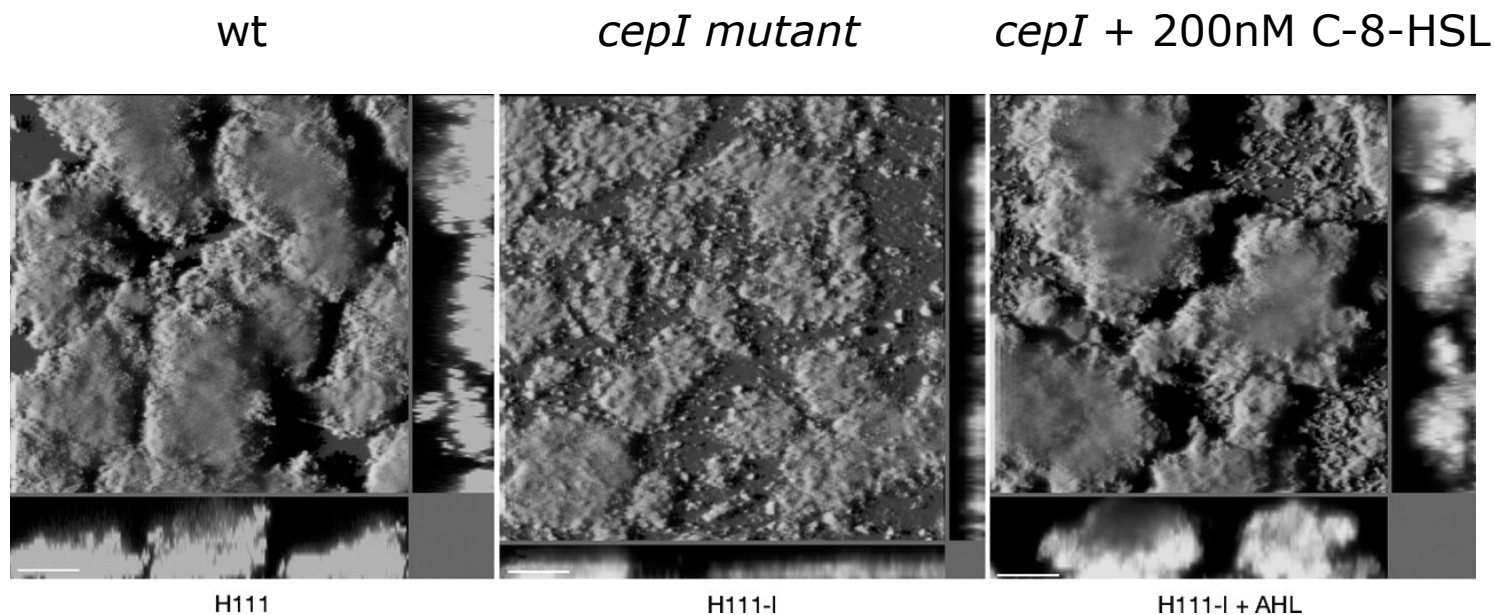 wt
cepI mutant
cepI + 200nM C-8-HSL
H111
H111-I
H111-I + AHL